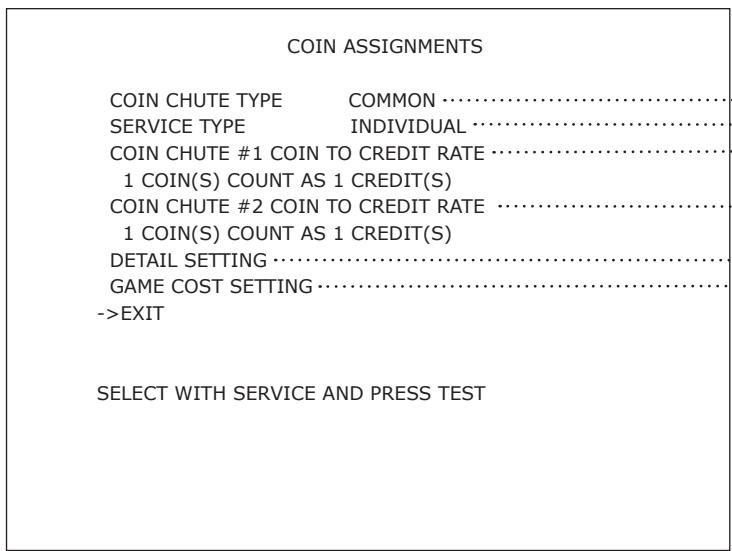 COIN ASSIGNMENTS
COIN CHUTE TYPE COMMON
SERVICE TYPE INDIVIDUAL
COIN CHUTE #1 COIN TO CREDIT RATE
1 COIN(S) COUNT AS 1 CREDIT(S)
COIN CHUTE #2 COIN TO CREDIT RATE
1 COIN(S) COUNT AS 1 CREDIT(S)
DETAIL SETTING
GAME COST SETTING
->EXIT
SELECT WITH SERVICE AND PRESS TEST